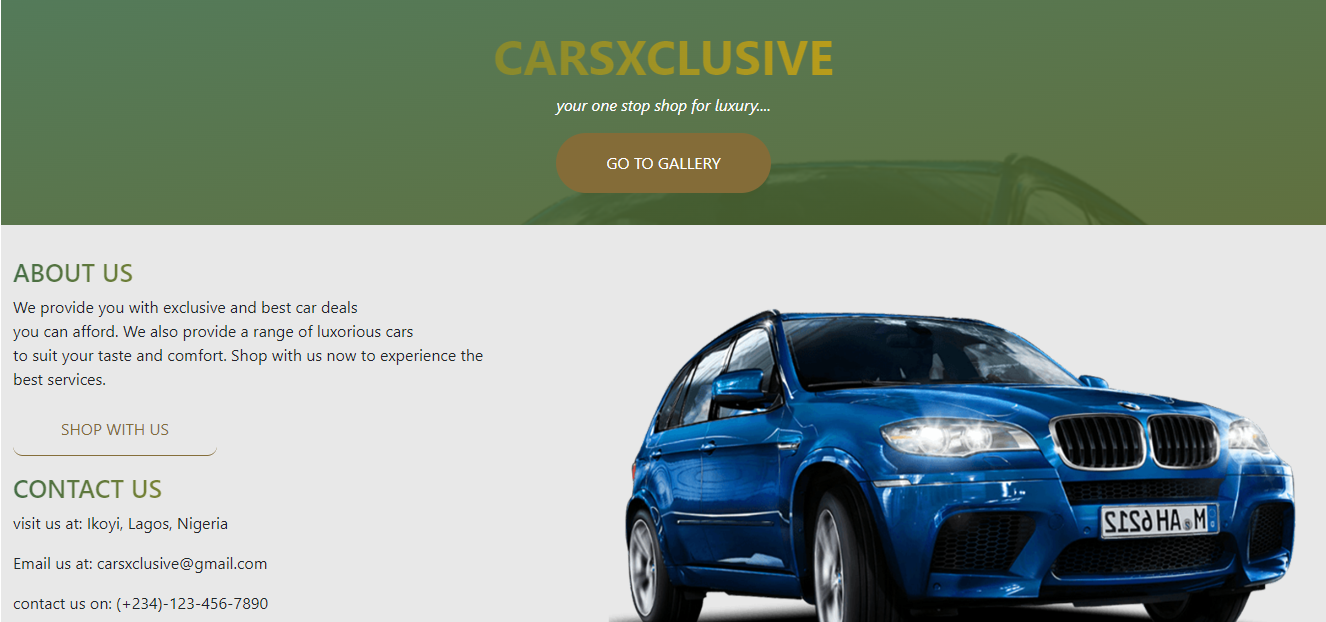 CARSXCLUSIVE
your one stop shop for luxury....
GO TO GALLERY
ABOUT US
We provide you with exclusive and best car deals
you can afford. We also provide a range of luxorious cars
to suit your taste and comfort. Shop with us now to experience the
best services.
SHOP WITH US
CONTACT US
visit us at: Ikoyi, Lagos, Nigeria
Email us at: carsxclusive@gmail.com
contact us on: (+234)-123-456-7890
M AH 6212